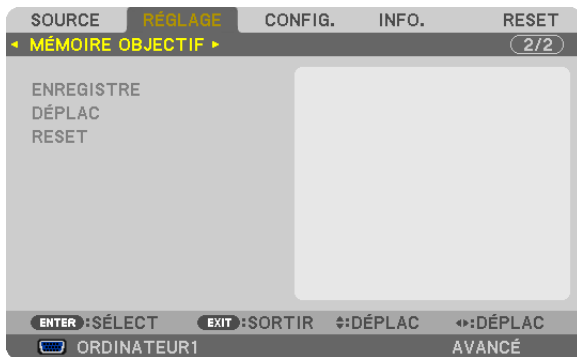 SOURCE RÉGLAGE CONFIG. INFO. RESET
MÉMOIRE OBJECTIF 2/2
ENREGISTRE
DÉPLAC
RESET
ENTER:SÉLECT EXIT:SORTIR :DÉPLAC :DÉPLAC
ORDINATEUR1 AVANCÉ